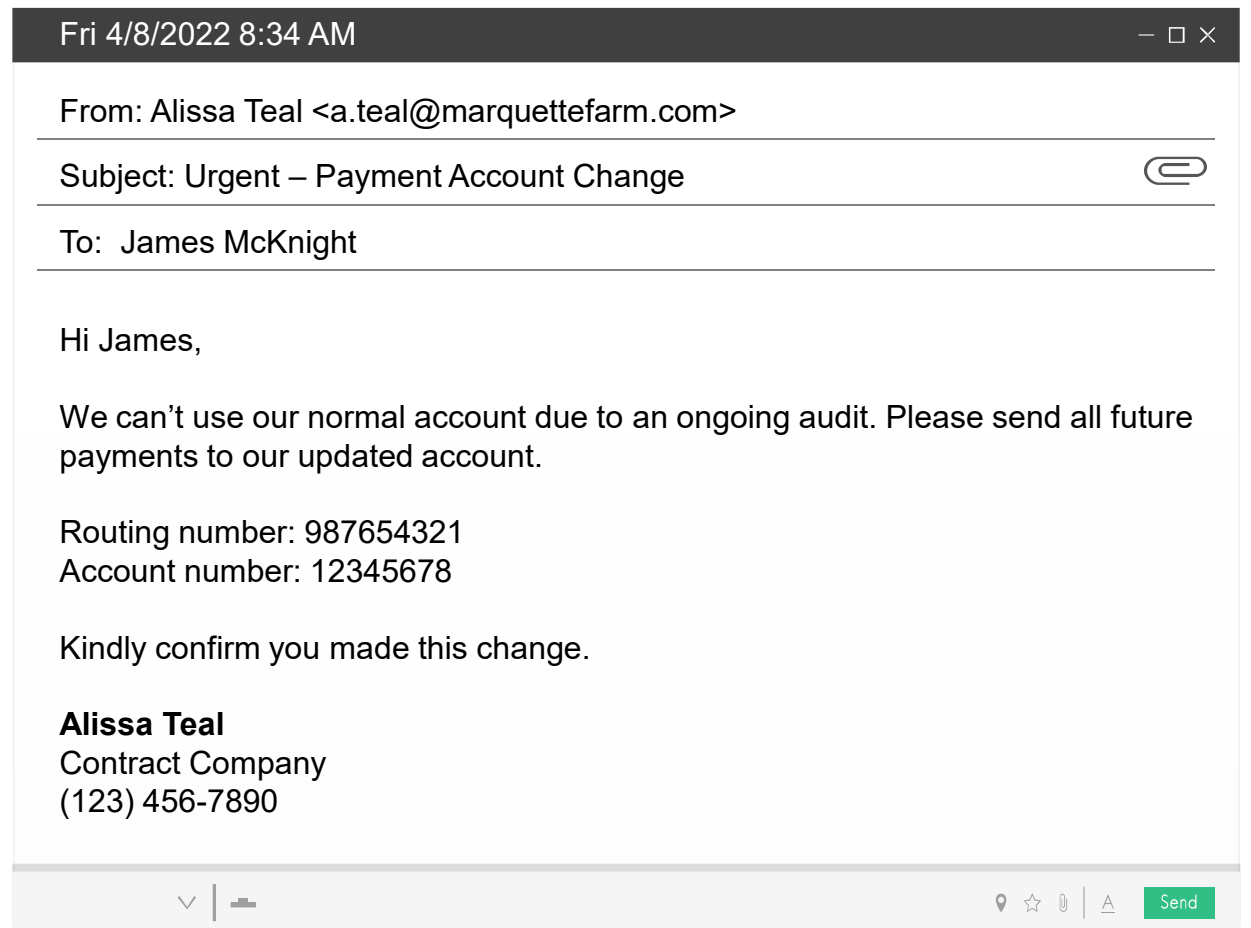 Fri 4/8/2022 8:34 AM
From: Alissa Teal <a.teal@marquettefarm.com>
Subject: Urgent – Payment Account Change
To: James McKnight
Hi James,
We can’t use our normal account due to an ongoing audit. Please send all future
payments to our updated account.
Routing number: 987654321
Account number: 12345678
Kindly confirm you made this change.
Alissa Teal
Contract Company
(123) 456-7890
A Send